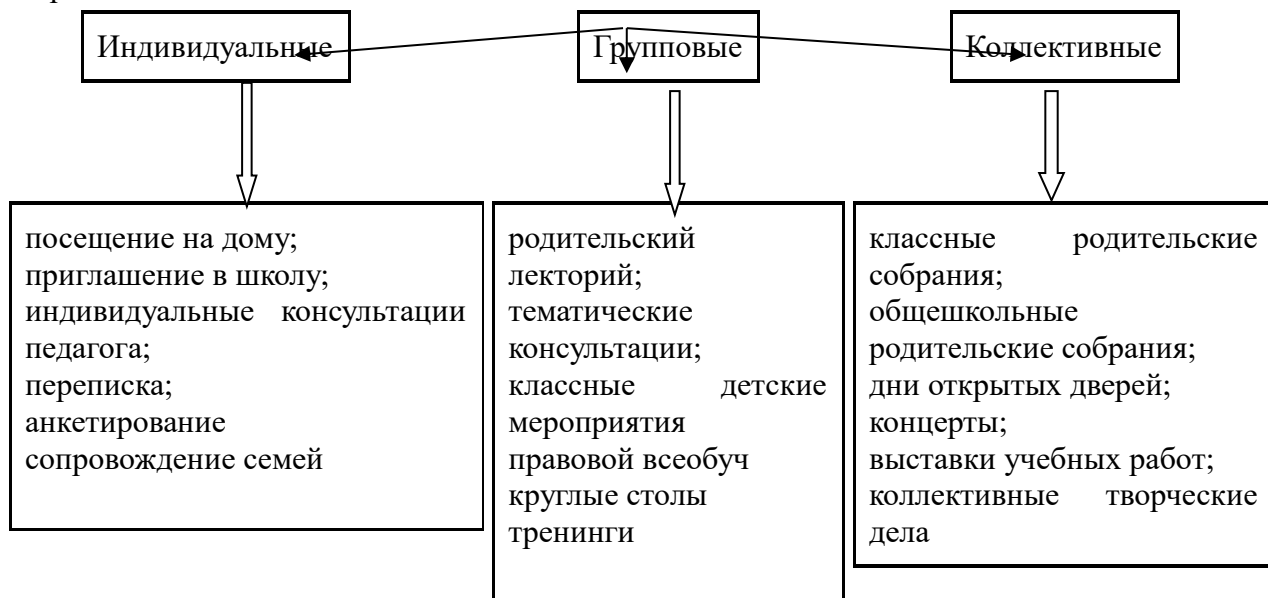 Индивидуальные
Групповые
Коллективные
посещение на дому;
приглашение в школу;
индивидуальные консультации
педагога;
переписка;
анкетирование
сопровождение семей
родительский
лекторий;
тематические
консультации;
классные детские
мероприятия
правовой всеобуч
круглые столы
тренинги
классные родительские
собрания;
общешкольные
родительские собрания;
дни открытых дверей;
концерты;
выставки учебных работ;
коллективные творческие
дела